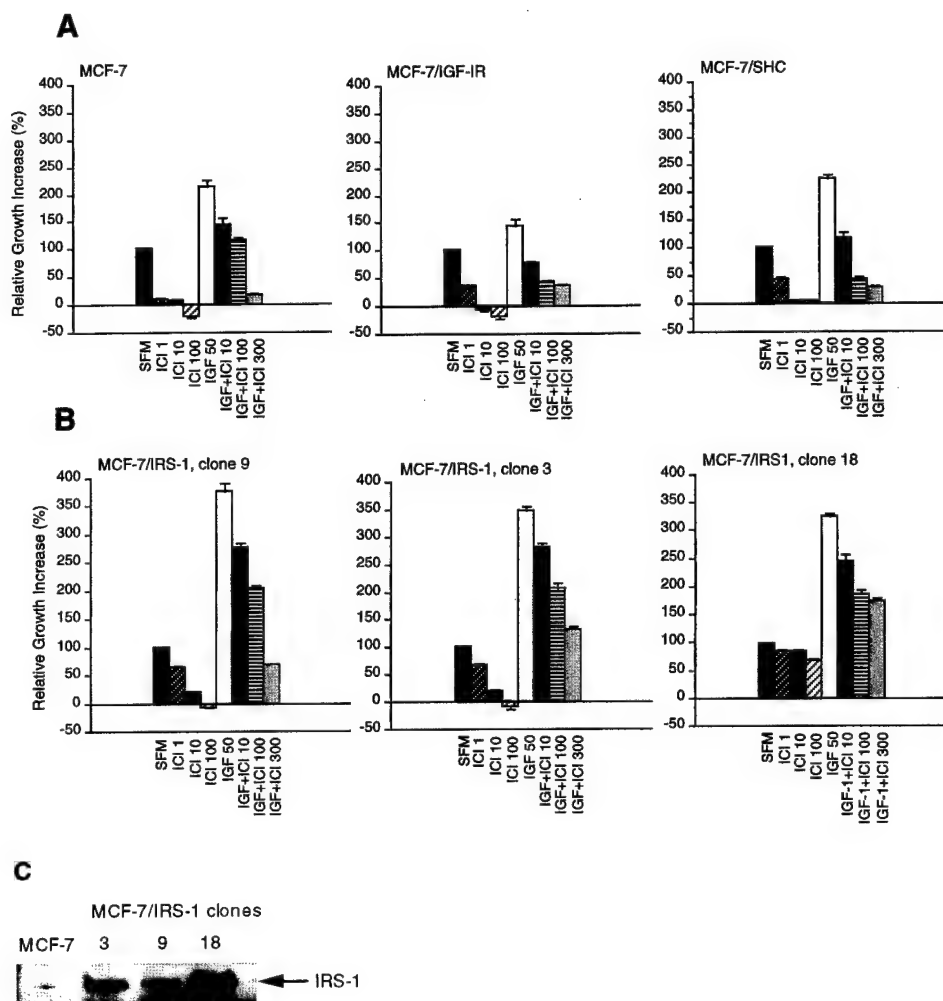 A
MCF-7
MCF-7/IGF-IR
MCF-7/SHC
Relative Growth Increase (%)
400
350
300
250
200
150
100
50
0
-50
400
350
300
250
200
150
100
50
0
-50
400
350
300
250
200
150
100
50
0
-50
SFM
ICI 1
ICI 10
ICI 100
IGF 50
IGF+ICI 10
IGF+ICI 100
IGF+ICI 300
SFM
ICI 1
ICI 10
ICI 100
IGF 50
IGF+ICI 10
IGF+ICI 100
IGF+ICI 300
SFM
ICI 1
ICI 10
ICI 100
IGF 50
IGF+ICI 10
IGF+ICI 100
IGF+ICI 300
B
MCF-7/IRS-1, clone 9
MCF-7/IRS-1, clone 3
MCF-7/IRS1, clone 18
Relative Growth Increase (%)
400
350
300
250
200
150
100
50
0
-50
400
350
300
250
200
150
100
50
0
-50
400
350
300
250
200
150
100
50
0
-50
SFM
ICI 1
ICI 10
ICI 100
IGF 50
IGF+ICI 10
IGF+ICI 100
IGF+ICI 300
SFM
ICI 1
ICI 10
ICI 100
IGF 50
IGF+ICI 10
IGF+ICI 100
IGF+ICI 300
SFM
ICI 1
ICI 10
ICI 100
IGF 50
IGF-1+ICI 10
IGF-1+ICI 100
IGF-1+ICI 300
C
MCF-7/IRS-1 clones
MCF-7 3 9 18
IRS-1